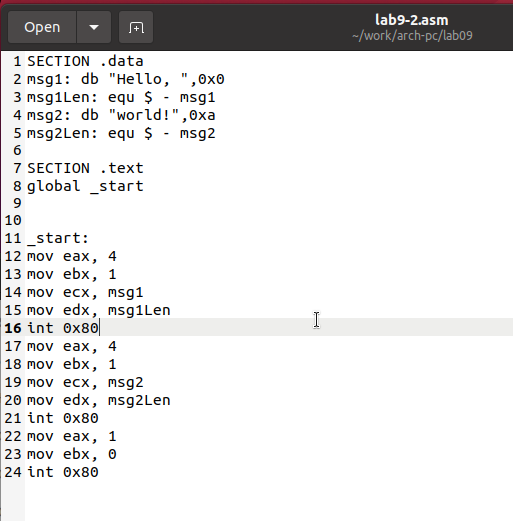 Open
lab9-2.asm
~/work/arch-pc/lab09
1 SECTION .data
2 msg1: db "Hello, ",0x0
3 msg1Len: equ $ - msg1
4 msg2: db "world!",0xa
5 msg2Len: equ $ - msg2
6
7 SECTION .text
8 global _start
9
10
11 _start:
12 mov eax, 4
13 mov ebx, 1
14 mov ecx, msg1
15 mov edx, msg1Len
16 int 0x80
17 mov eax, 4
18 mov ebx, 1
19 mov ecx, msg2
20 mov edx, msg2Len
21 int 0x80
22 mov eax, 1
23 mov ebx, 0
24 int 0x80